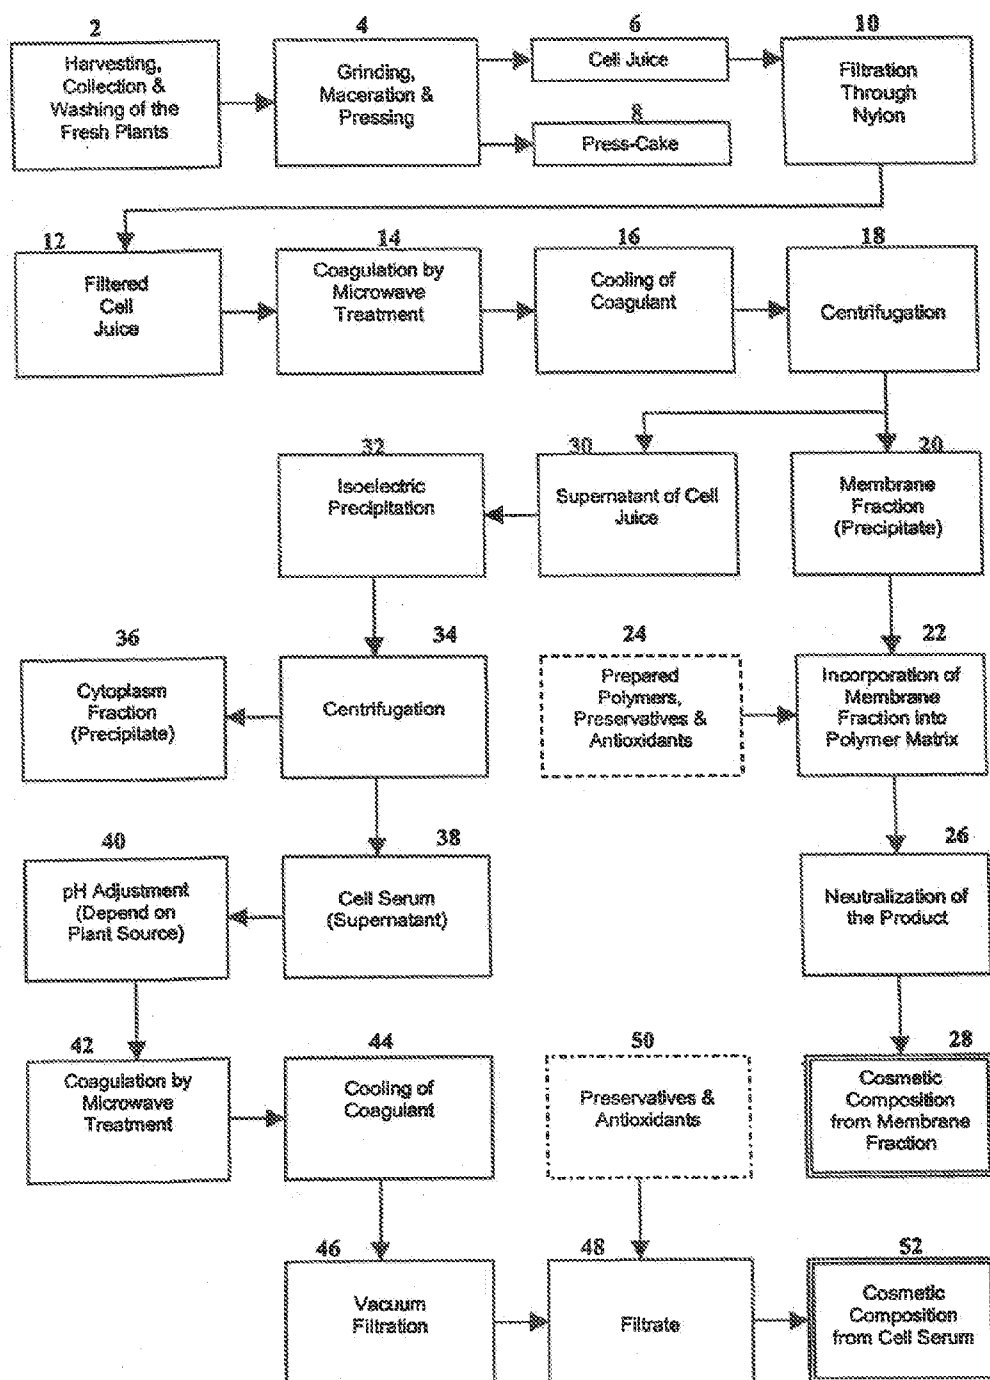 2
Harvesting,
Collection &
Washing of the
Fresh Plants
4
Grinding,
Maceration &
Pressing
6
Cell Juice
8
Press-Cake
10
Filtration
Through
Nylon
12
Filtered
Cell
Juice
14
Coagulation by
Microwave
Treatment
16
Cooling of
Coagulant
18
Centrifugation
32
Isoelectric
Precipitation
30
Supernatant of Cell
Juice
20
Membrane
Fraction
(Precipitate)
36
Cytoplasm
Fraction
(Precipitate)
34
Centrifugation
24
Prepared
Polymers,
Preservatives &
Antioxidants
22
Incorporation of
Membrane
Fraction into
Polymer Matrix
40
pH Adjustment
(Depend on
Plant Source)
38
Cell Serum
(Supernatant)
26
Neutralization of
the Product
42
Coagulation by
Microwave
Treatment
44
Cooling of
Coagulant
50
Preservatives &
Antioxidants
28
Cosmetic
Composition
from Membrane
Fraction
46
Vacuum
Filtration
48
Filtrate
52
Cosmetic
Composition
from Cell Serum